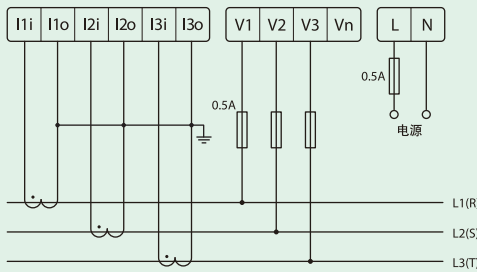 I1i I1o I2i I2o I3i I3o V1 V2 V3 Vn L N
0.5A
0.5A
电源
L1(R)
L2(S)
L3(T)